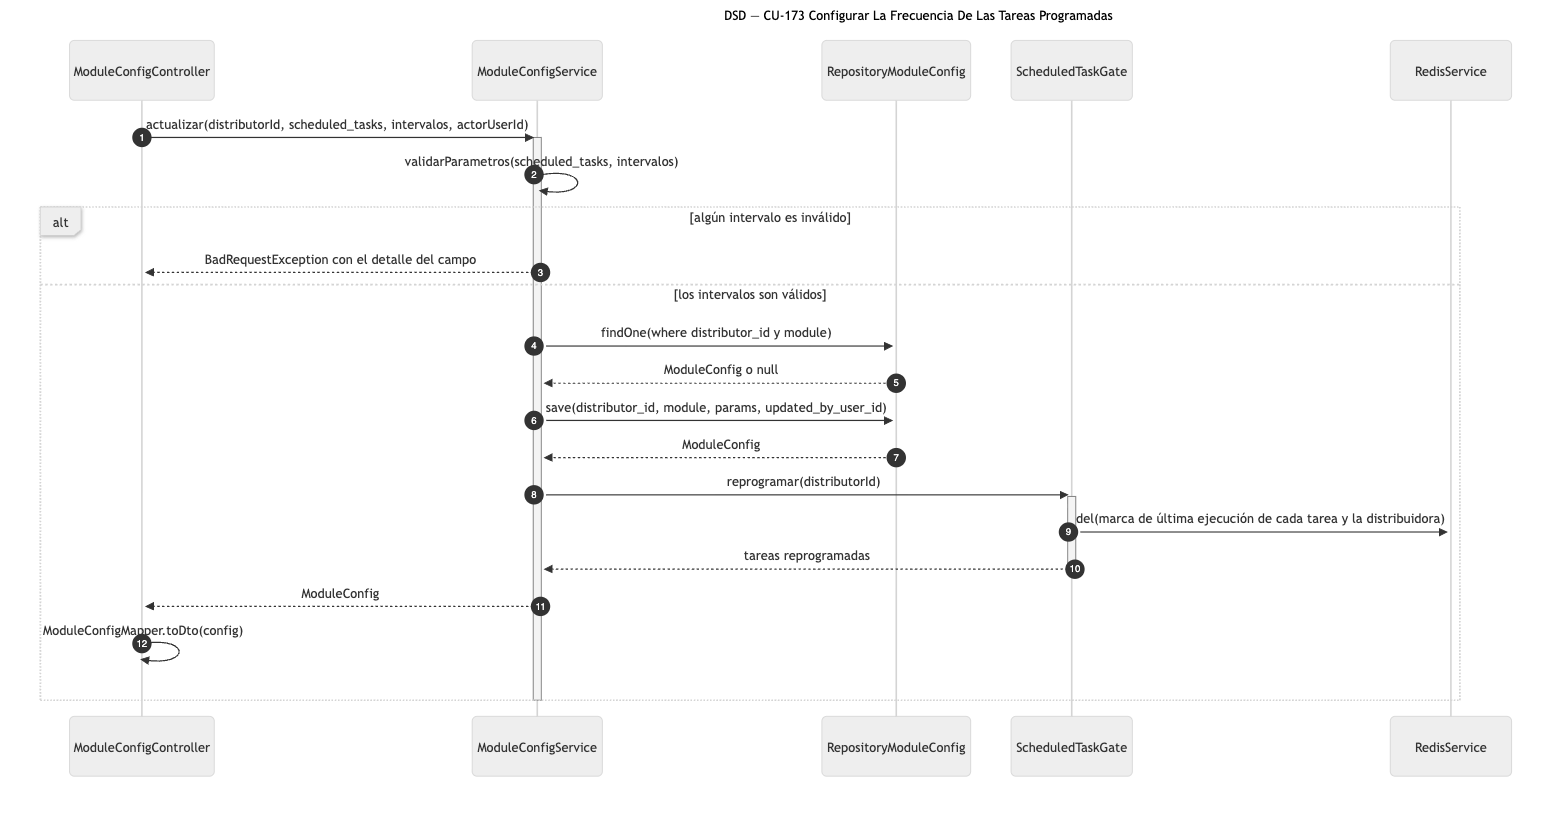 DSD — CU-173 Configurar La Frecuencia De Las Tareas Programadas
ModuleConfigController
ModuleConfigService
RepositoryModuleConfig
ScheduledTaskGate
RedisService
1
actualizar(distributorId, scheduled_tasks, intervalos, actorUserId)
validarParametros(scheduled_tasks, intervalos)
2
alt
[algún intervalo es inválido]
BadRequestException con el detalle del campo
3
[los intervalos son válidos]
findOne(where distributor_id y module)
4
ModuleConfig o null
5
save(distributor_id, module, params, updated_by_user_id)
6
ModuleConfig
7
reprogramar(distributorId)
8
del(marca de última ejecución de cada tarea y la distribuidora)
9
tareas reprogramadas
10
ModuleConfig
11
ModuleConfigMapper.toDto(config)
12
ModuleConfigController
ModuleConfigService
RepositoryModuleConfig
ScheduledTaskGate
RedisService